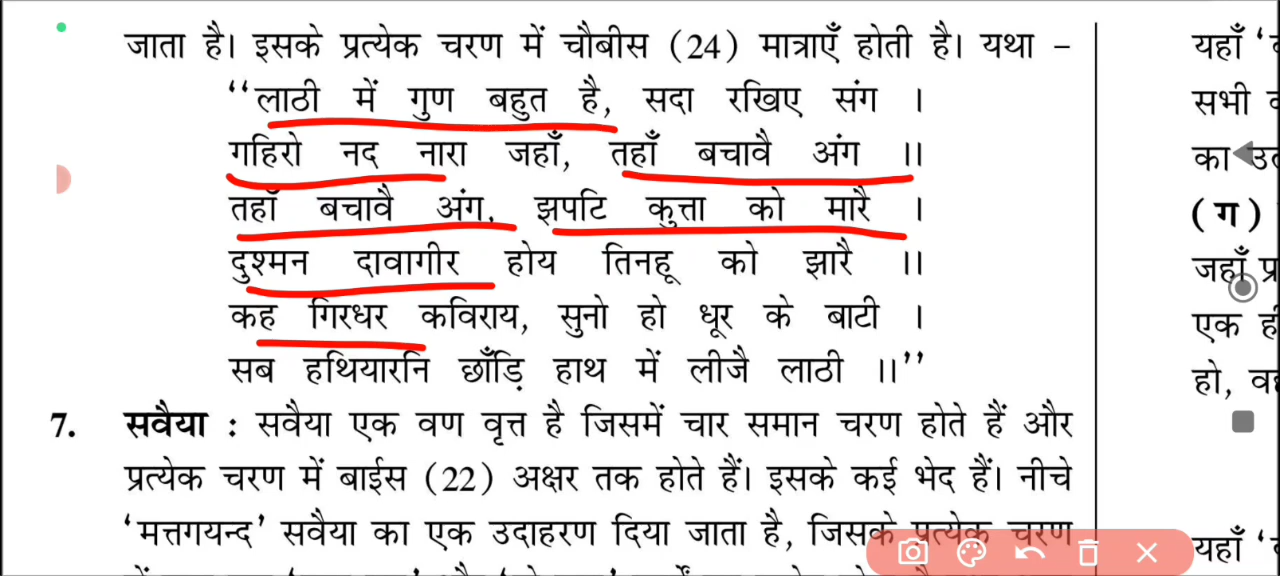 जाता है। इसके प्रत्येक चरण में चौबीस (24) मात्राएँ होती है। यथा –
‘‘लाठी में गुण बहुत है, सदा रखिए संग ।
गहिरो नद नारा जहाँ, तहाँ बचावै अंग ।।
तहाँ बचावै अंग, झपटि कुत्ता को मारै ।
दुश्मन दावागीर होय तिनहू को झारै ।।
कह गिरधर कविराय, सुनो हो धूर के बाटी ।
सब हथियारनि छाँड़ि हाथ में लीजै लाठी ।।’’
7. सवैया : सवैया एक वण वृत्त है जिसमें चार समान चरण होते हैं और
प्रत्येक चरण में बाईस (22) अक्षर तक होते हैं। इसके कई भेद हैं। नीचे
‘मत्तगयन्द’ सवैया का एक उदाहरण दिया जाता है, जिसके प्रत्येक चरण
यहाँ
सभी
का
(ग)
जहाँ
एक
हो,
यहाँ